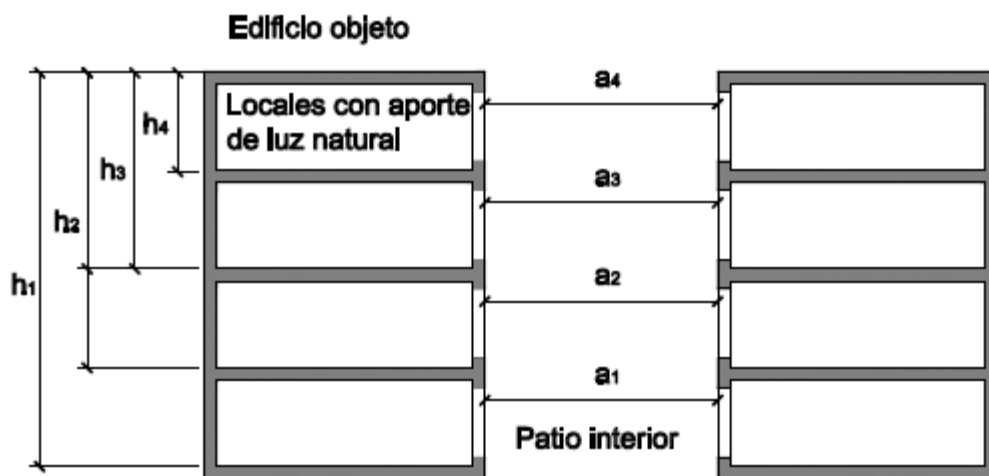 Edificio objeto
Locales con aporte
de luz natural
h4
h3
h2
h1
a4
a3
a2
a1
Patio interior